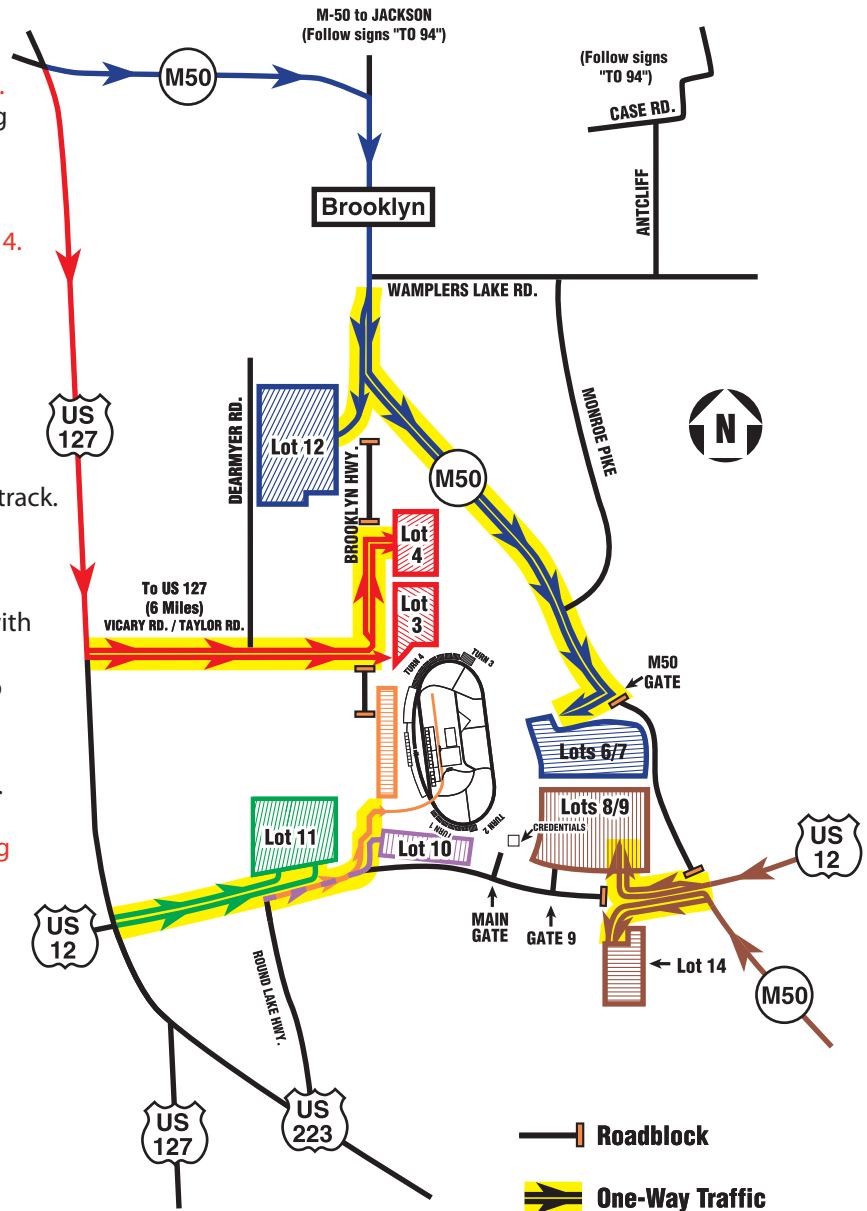 M-50 to JACKSON
(Follow signs "TO 94")
(Follow signs
"TO 94")
M50
.
g
CASE RD.
ANTCLIFF
Brooklyn
4.
WAMPLERS LAKE RD.
US
127
DEARMYER RD.
MONROE PIKE
N
Lot 12
BROOKLYN HWY.
M50
track.
Lot
4
To US 127
(6 Miles)
VICARY RD. / TAYLOR RD.
Lot
3
ith
TURN 4
TURN 3
M50
GATE
Lots 6/7
.
Lots 8/9
TURN 1
TURN 2
CREDENTIALS
Lot 11
Lot 10
g
US
12
US
12
MAIN
GATE
GATE 9
Lot 14
M50
ROUND LAKE HWY.
US
127
US
223
Roadblock
One-Way Traffic